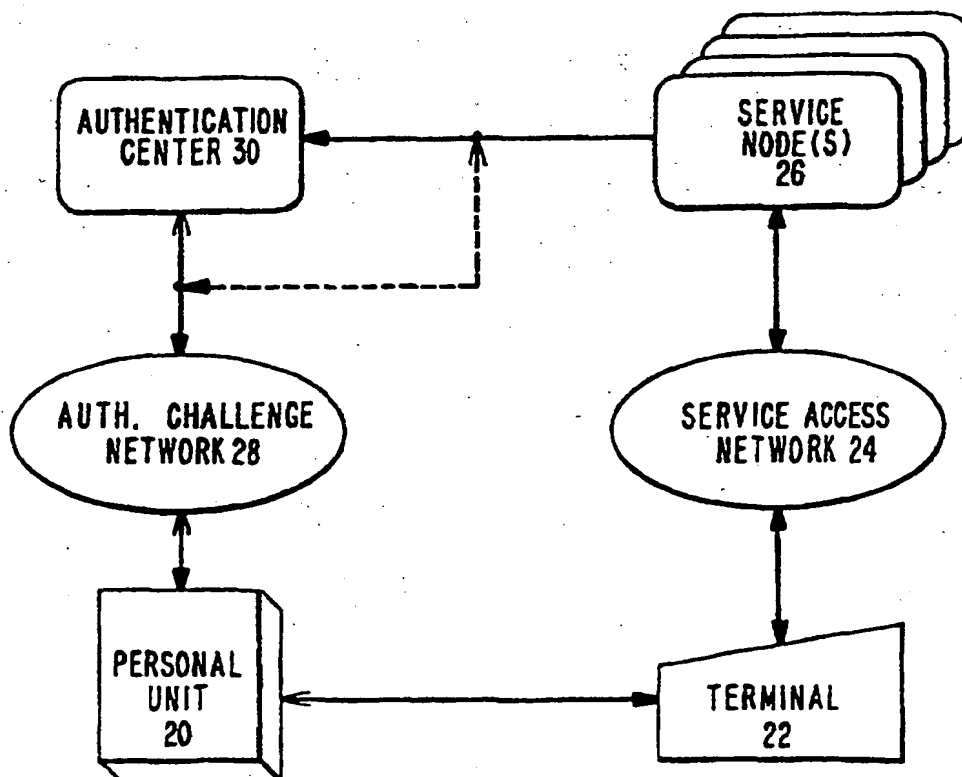 AUTHENTICATION
CENTER 30
SERVICE
NODE(S)
26
AUTH. CHALLENGE
NETWORK 28
SERVICE ACCESS
NETWORK 24
PERSONAL
UNIT
20
TERMINAL
22